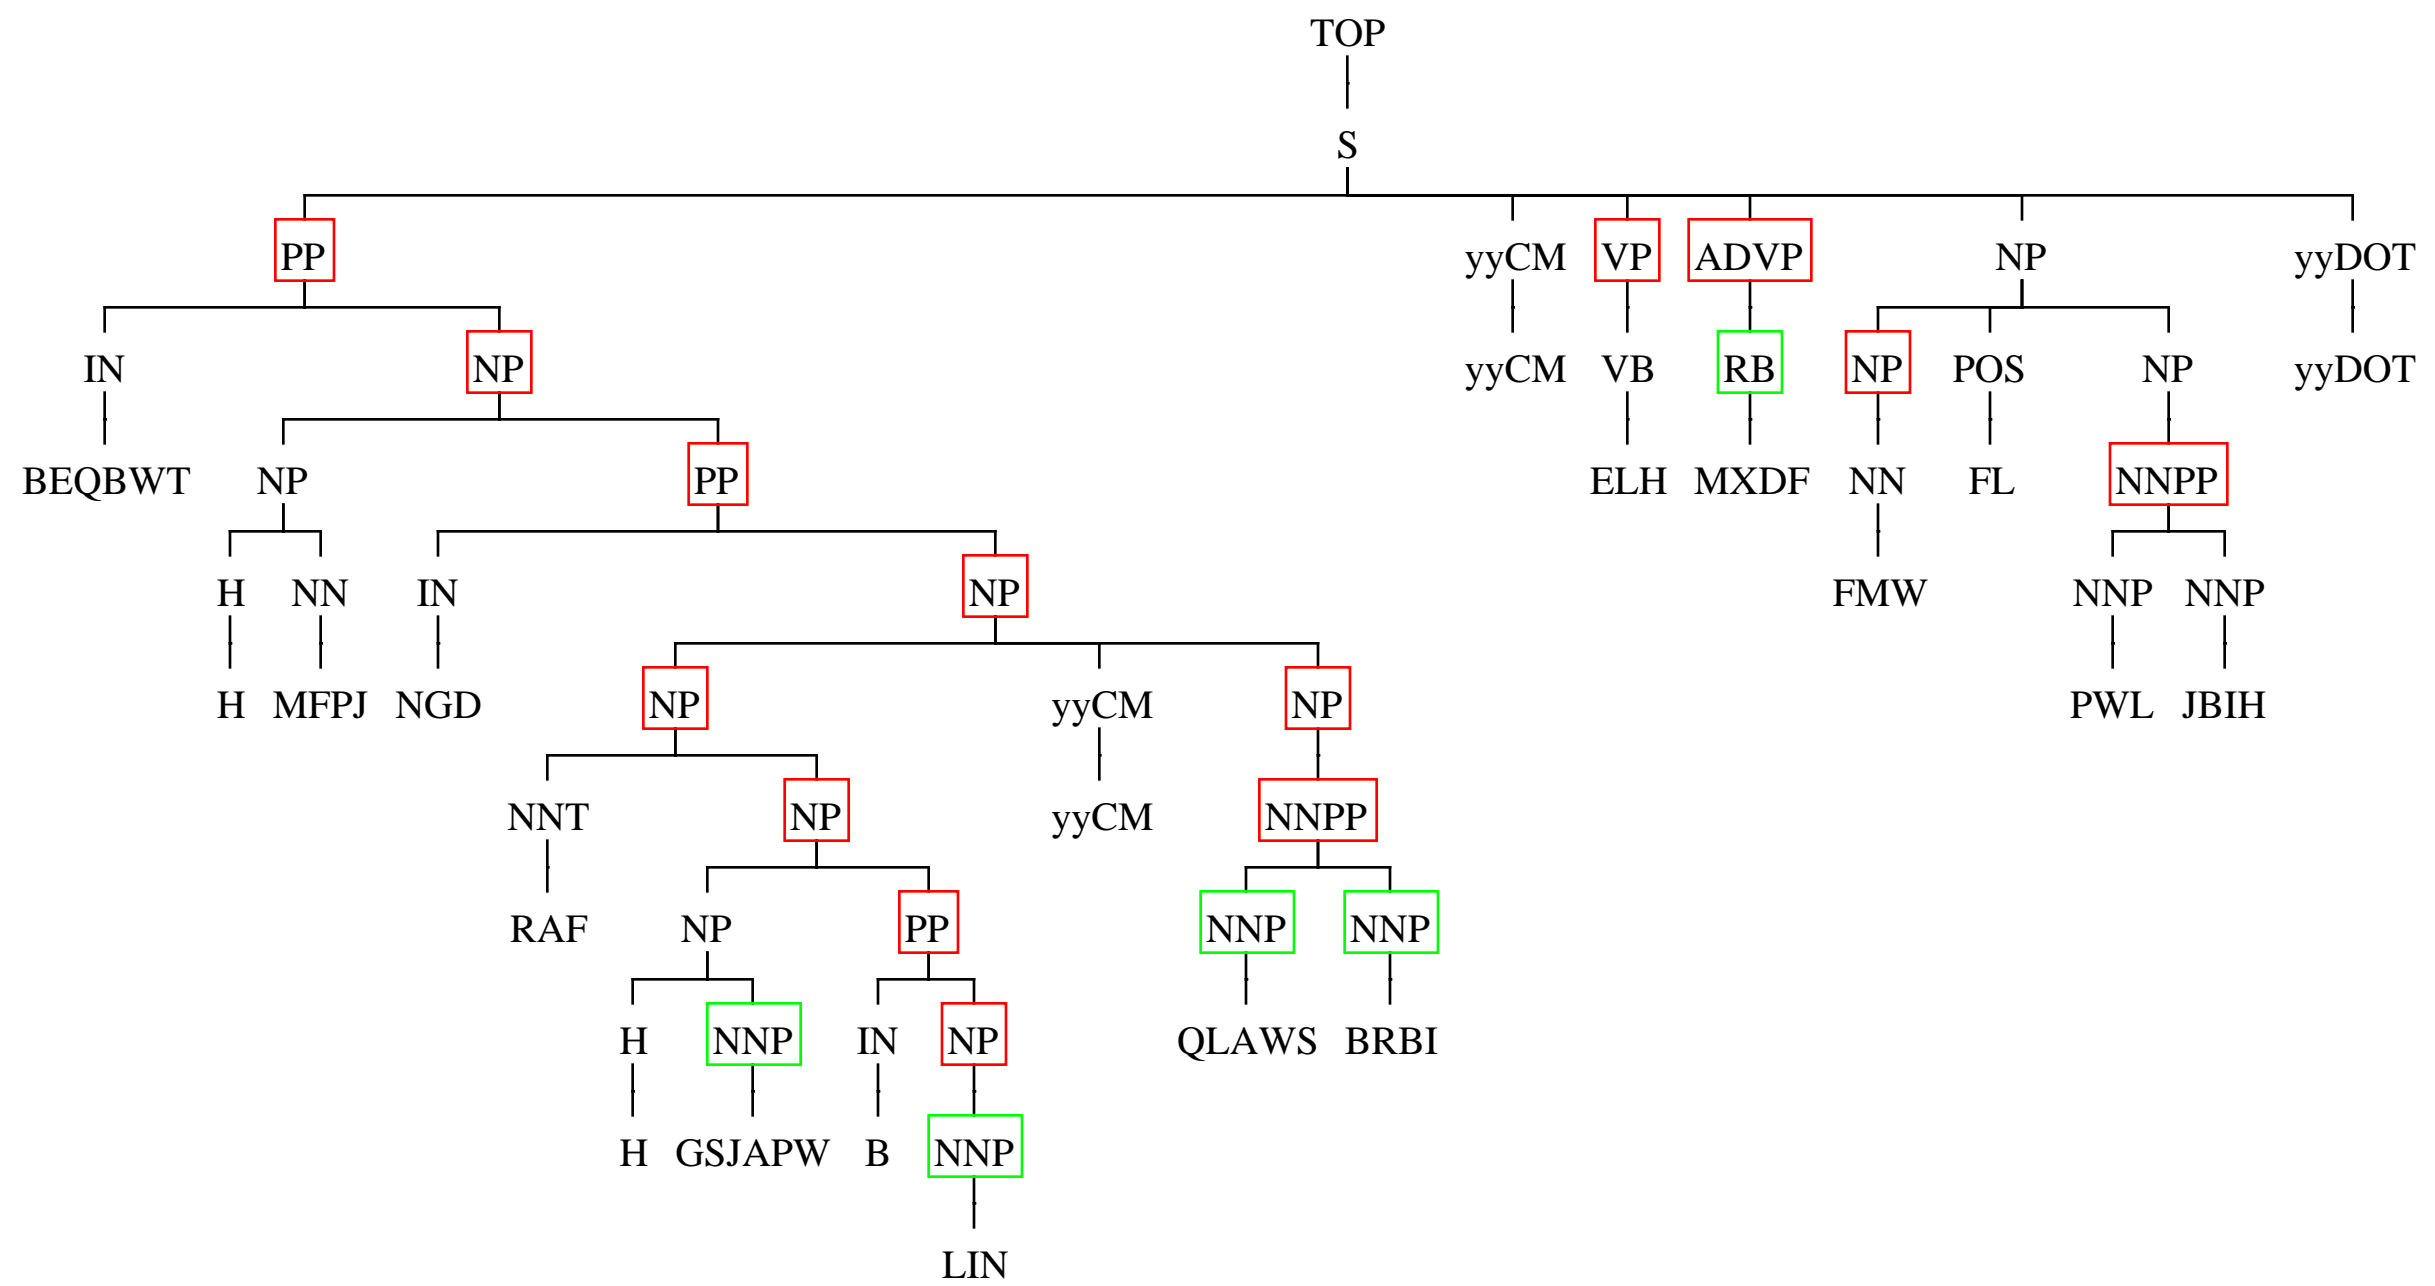 TOP
S
PP yyCM VP ADVP NP yyDOT
IN NP yyCM VB RB NP POS NP yyDOT
BEQBWT NP PP ELH MXDF NN FL NNPP
H NN IN NP FMW NNP NNP
H MFPJ NGD NP yyCM NP PWL JBIH
NNT NP yyCM NNPP
RAF NP PP NNP NNP
H NNP IN NP QLAWS BRBI
H GSJAPW B NNP
LIN